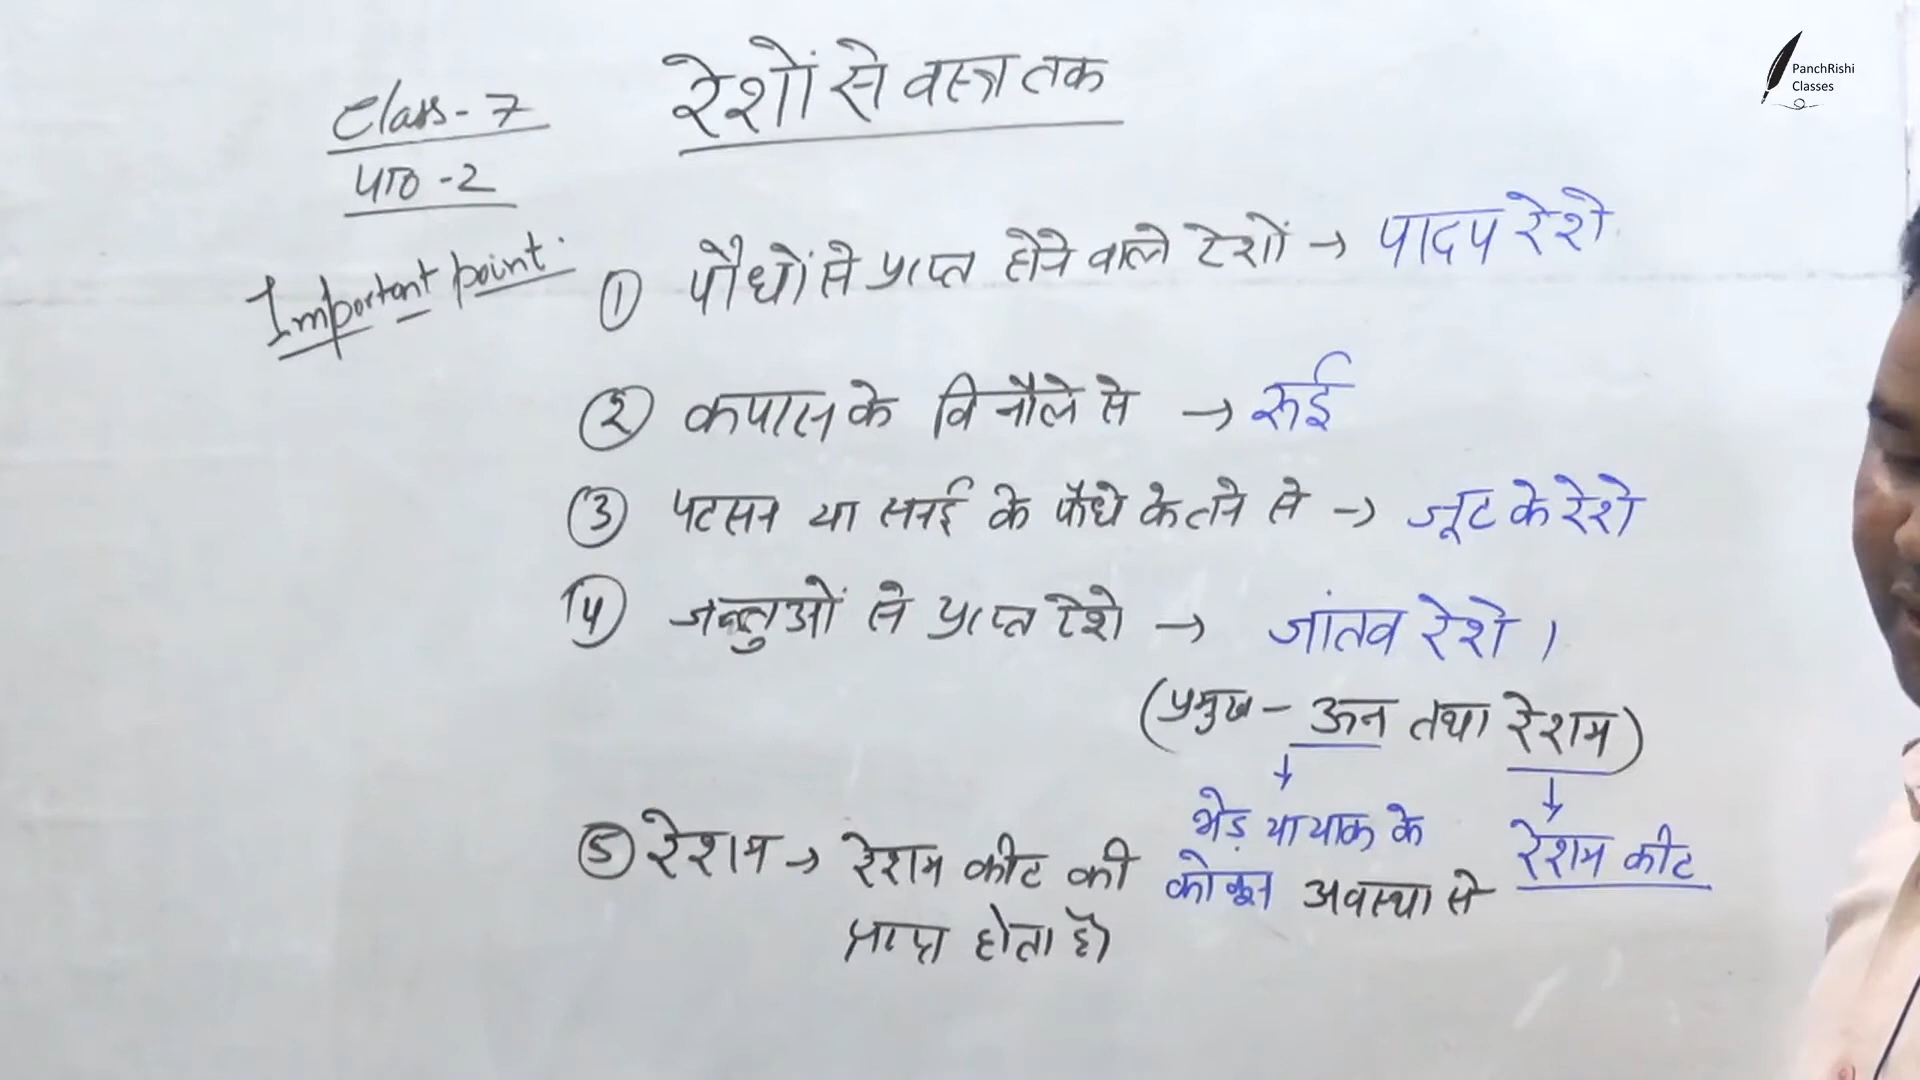 PanchRishi
Classes
रेशों से वस्त्र तक
Class - 7
पाठ - 2
Important point.
① पौधों से प्राप्त होने वाले रेशों → पादप रेशे
② कपास के विनौले से → रुई
③ पटसन या सनई के पौधे के तने से → जूट के रेशे
④ जन्तुओं से प्राप्त रेशे → जांतव रेशे।
(प्रमुख - ऊन तथा रेशम)
↓ ↓
भेड़ या याक के रेशम कीट
⑤ रेशम → रेशम कीट की कोकून अवस्था से
प्राप्त होता है